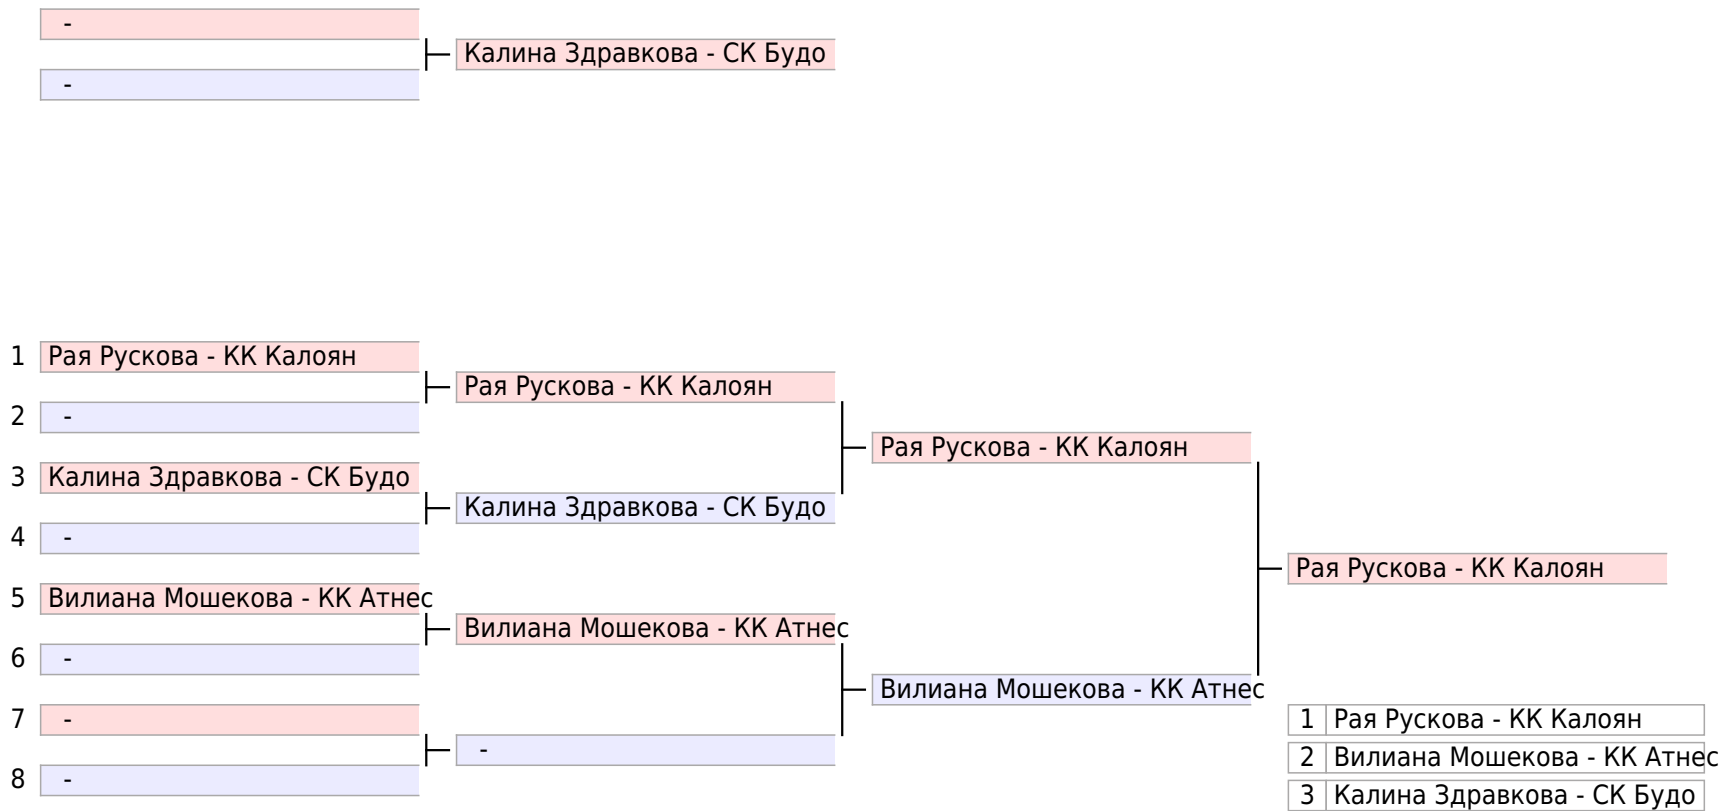 -
Калина Здравкова - СК Будо
-
1 Рая Рускова - КК Калоян
Рая Рускова - КК Калоян
2 -
Рая Рускова - КК Калоян
3 Калина Здравкова - СК Будо
Калина Здравкова - СК Будо
4 -
Рая Рускова - КК Калоян
5 Вилиана Мошекова - КК Атнес
Вилиана Мошекова - КК Атнес
6 -
Вилиана Мошекова - КК Атнес
7 -
-
8 -
1 Рая Рускова - КК Калоян
2 Вилиана Мошекова - КК Атнес
3 Калина Здравкова - СК Будо